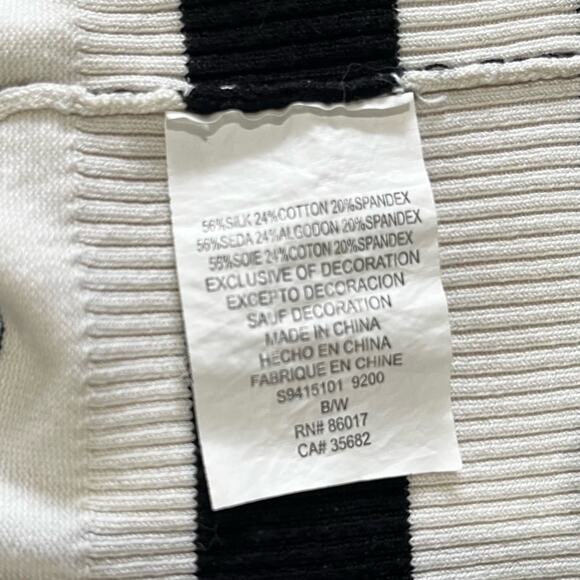 56%SILK 24%COTTON 20%SPANDEX
56%SEDA 24%ALGODON 20%SPANDEX
56%SOIE 24%COTON 20%SPANDEX
EXCLUSIVE OF DECORATION
EXCEPTO DECORACION
SAUF DECORATION
MADE IN CHINA
HECHO EN CHINA
FABRIQUE EN CHINE
S9415101 9200
B/W
RN# 86017
CA# 35682